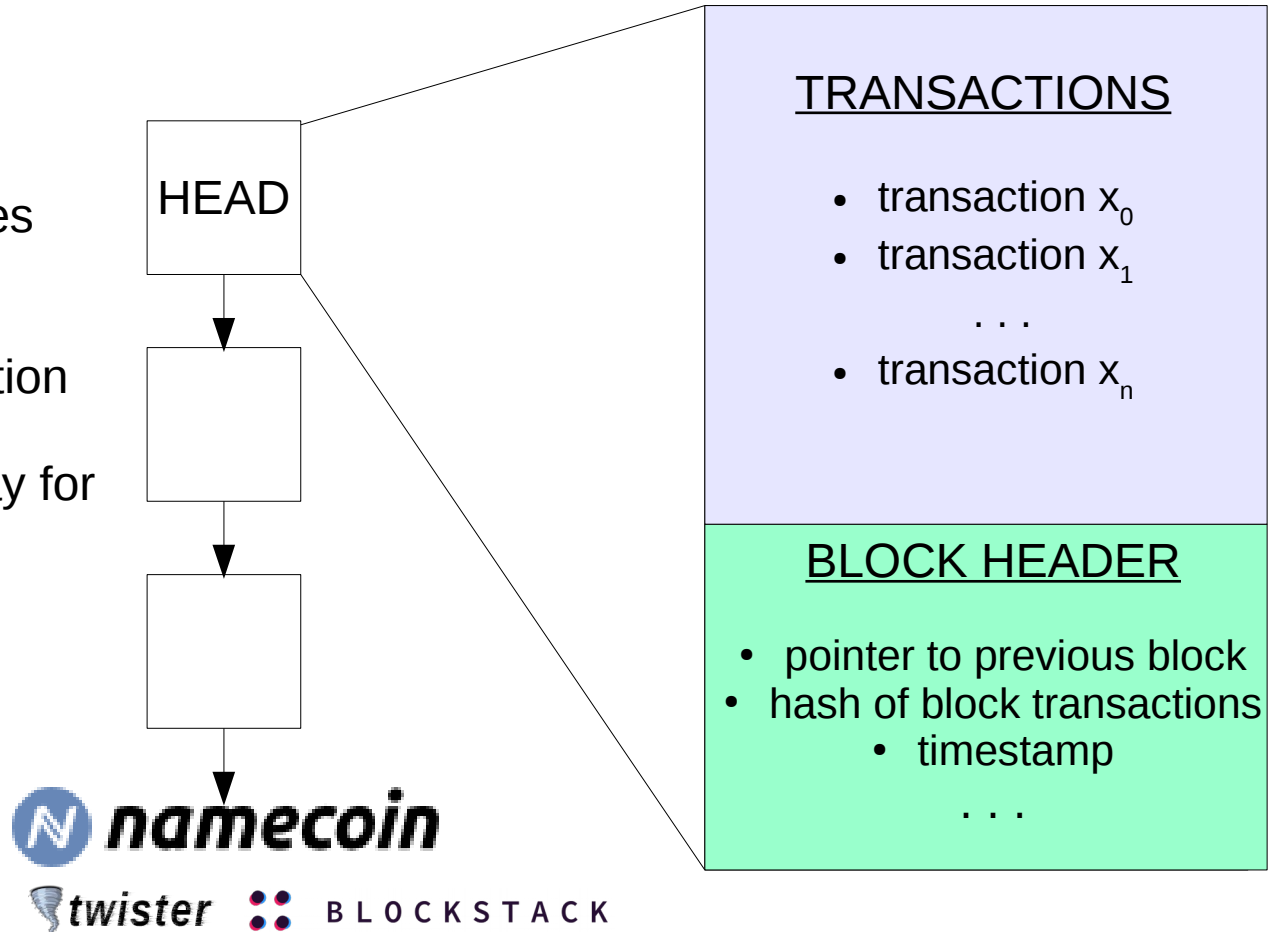 es
tion
ay for
HEAD
TRANSACTIONS
• transaction x₀
• transaction x₁
. . .
• transaction xₙ
BLOCK HEADER
• pointer to previous block
• hash of block transactions
• timestamp
. . .
namecoin
twister
BLOCKSTACK